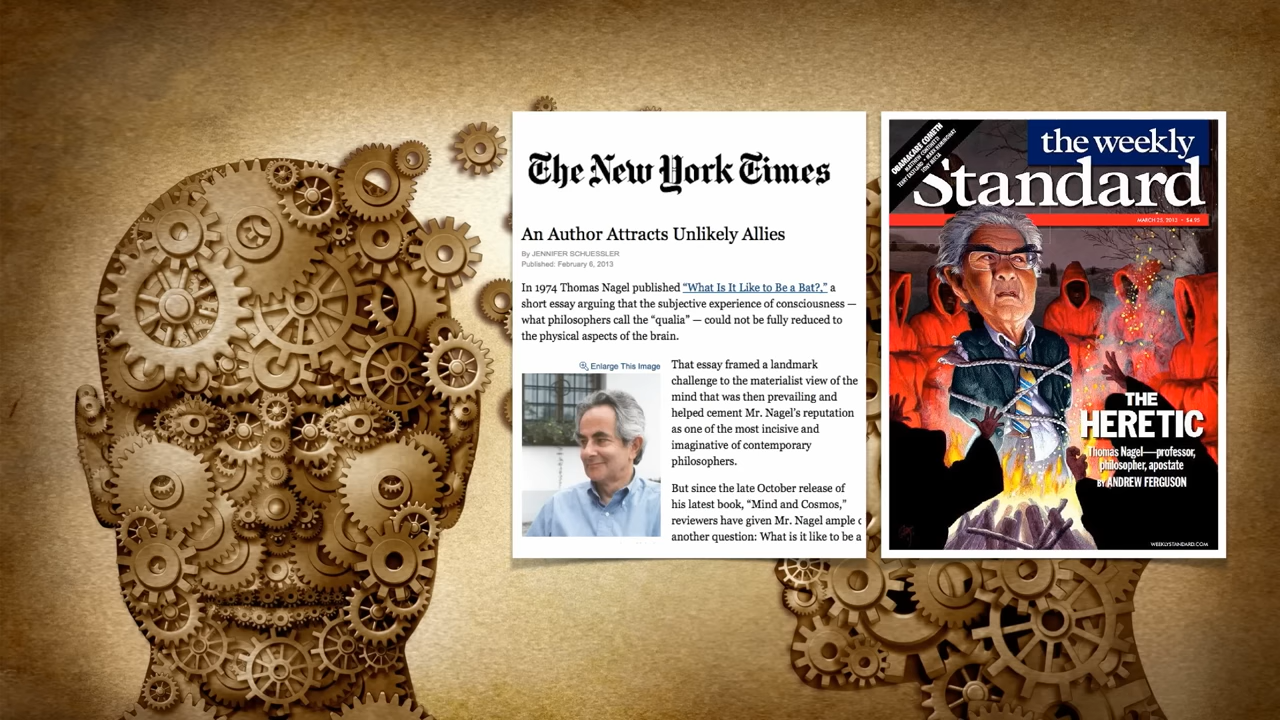 The New York Times
An Author Attracts Unlikely Allies
By JENNIFER SCHUESSLER
Published: February 6, 2013
In 1974 Thomas Nagel published “What Is It Like to Be a Bat?,” a
short essay arguing that the subjective experience of consciousness —
what philosophers call the “qualia” — could not be fully reduced to
the physical aspects of the brain.
Enlarge This Image
That essay framed a landmark
challenge to the materialist view of the
mind that was then prevailing and
helped cement Mr. Nagel’s reputation
as one of the most incisive and
imaginative of contemporary
philosophers.
But since the late October release of
his latest book, “Mind and Cosmos,”
reviewers have given Mr. Nagel ample
another question: What is it like to be a
OBAMACARE COMETH
the weekly
Standard
MARCH 25, 2013 • $4.95
THE
HERETIC
Thomas Nagel—professor,
philosopher, apostate
BY ANDREW FERGUSON
WEEKLYSTANDARD.COM